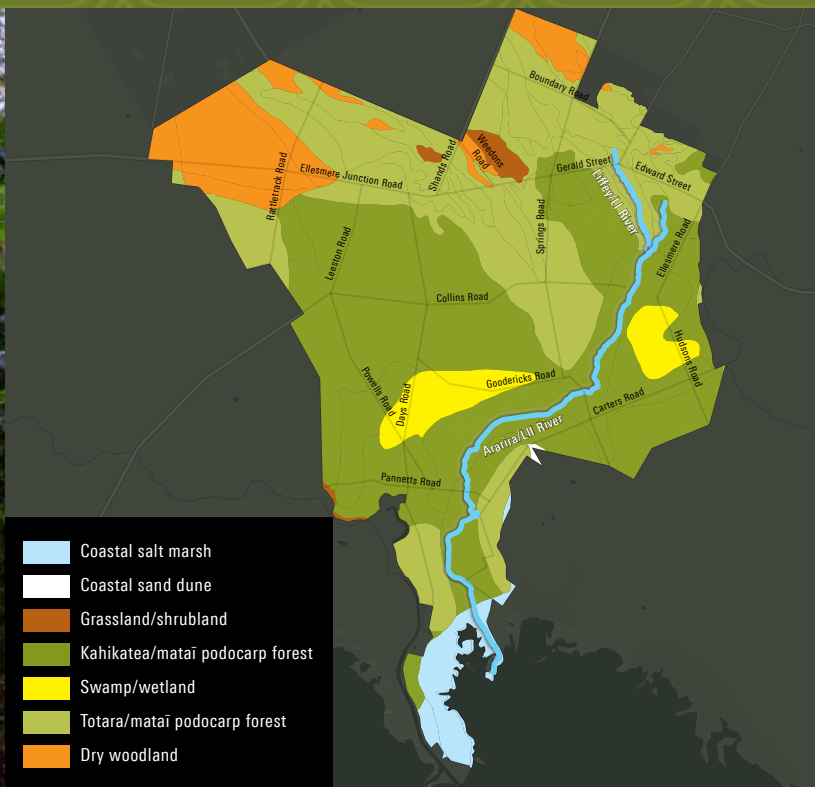 Boundary Road
Weedons
Road
Shands Road
Gerald Street
Edward Street
Ellesmere Junction Road
Rattletrack Road
Liffey/LI River
Springs Road
Ellesmere Road
Leeston Road
Collins Road
Hudsons Road
Powells Road
Days Road
Goodericks Road
Carters Road
Ararira/LII River
Pannetts Road
Coastal salt marsh
Coastal sand dune
Grassland/shrubland
Kahikatea/mataī podocarp forest
Swamp/wetland
Totara/mataī podocarp forest
Dry woodland